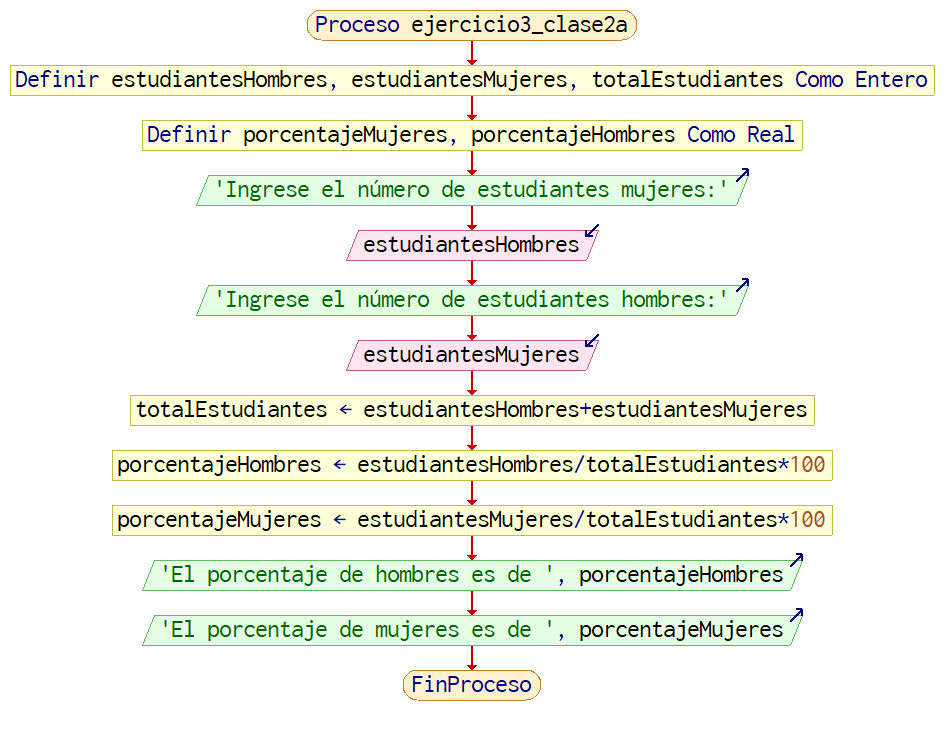 Proceso ejercicio3_clase2a
Definir estudiantesHombres, estudiantesMujeres, totalEstudiantes Como Entero
Definir porcentajeMujeres, porcentajeHombres Como Real
'Ingrese el número de estudiantes mujeres:'
estudiantesHombres
'Ingrese el número de estudiantes hombres:'
estudiantesMujeres
totalEstudiantes ← estudiantesHombres+estudiantesMujeres
porcentajeHombres ← estudiantesHombres/totalEstudiantes*100
porcentajeMujeres ← estudiantesMujeres/totalEstudiantes*100
'El porcentaje de hombres es de ', porcentajeHombres
'El porcentaje de mujeres es de ', porcentajeMujeres
FinProceso